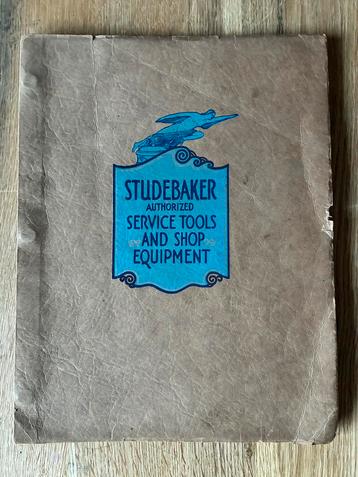 STUDEBAKER
AUTHORIZED
SERVICE TOOLS
AND SHOP
EQUIPMENT